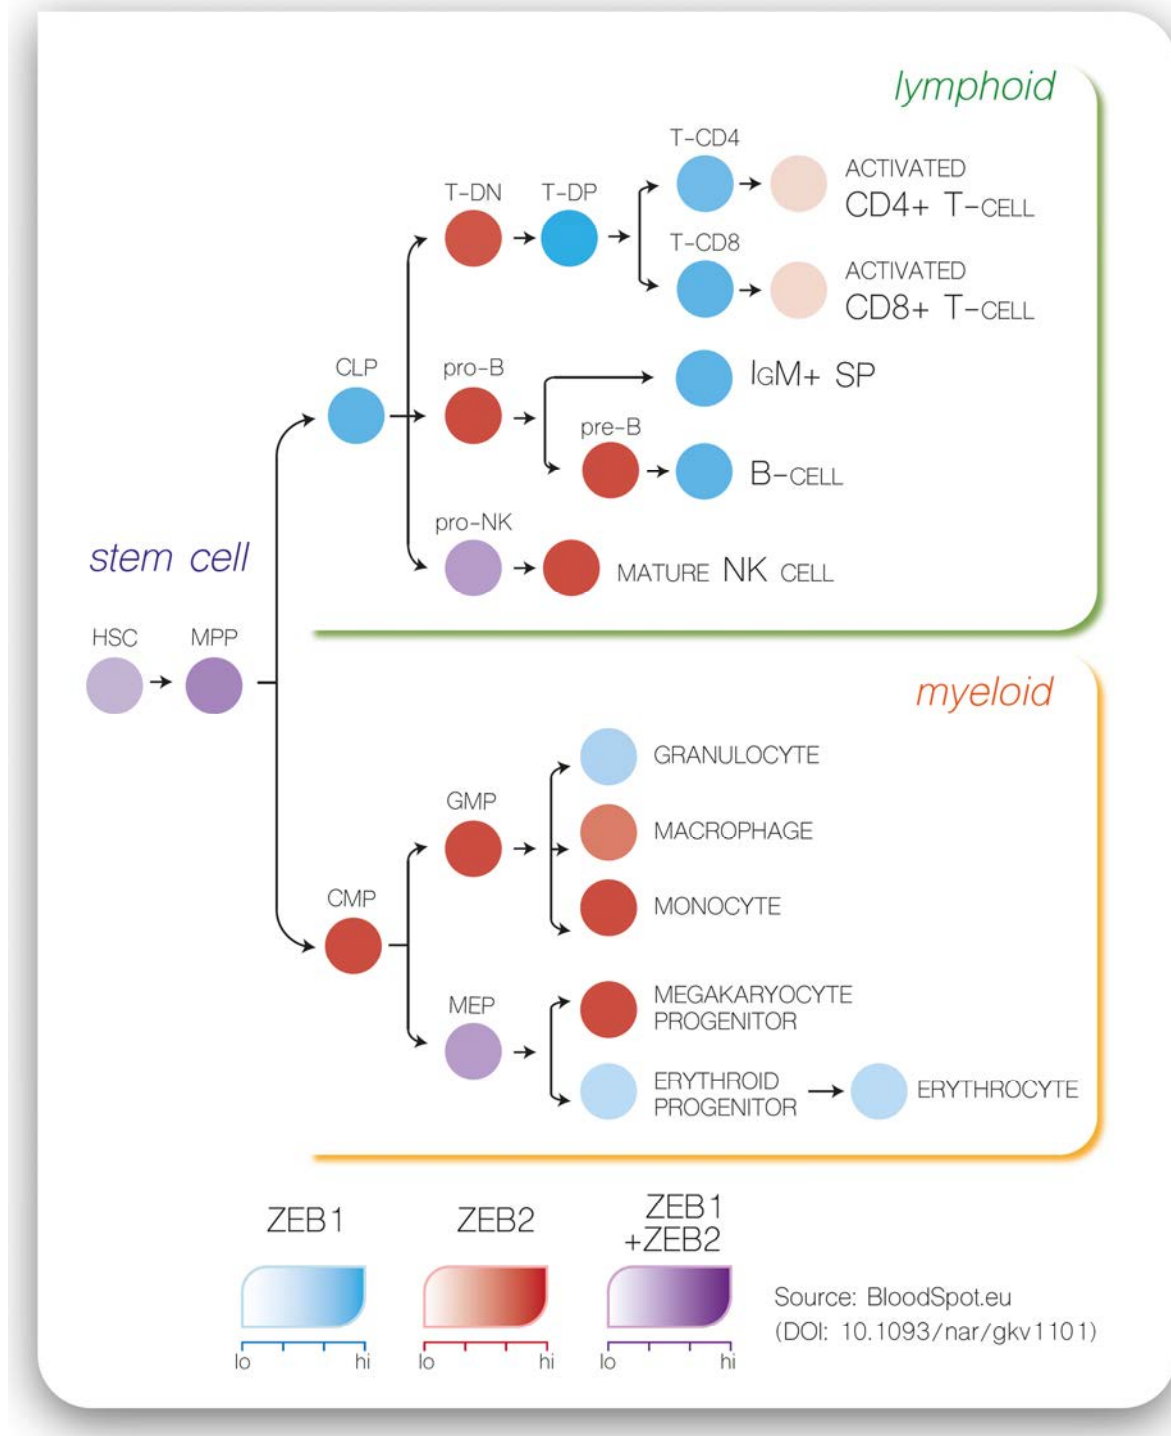 lymphoid
T-CD4
T-DN
T-DP
ACTIVATED
CD4+ T-CELL
T-CD8
ACTIVATED
CD8+ T-CELL
CLP
pro-B
IGM+ SP
pre-B
B-CELL
pro-NK
MATURE NK CELL
stem cell
HSC
MPP
myeloid
GRANULOCYTE
GMP
MACROPHAGE
CMP
MONOCYTE
MEP
MEGAKARYOCYTE
PROGENITOR
ERYTHROID
PROGENITOR
ERYTHROCYTE
ZEB1
ZEB2
ZEB1
+ZEB2
lo hi
lo hi
lo hi
Source: BloodSpot.eu
(DOI: 10.1093/nar/gkv1101)